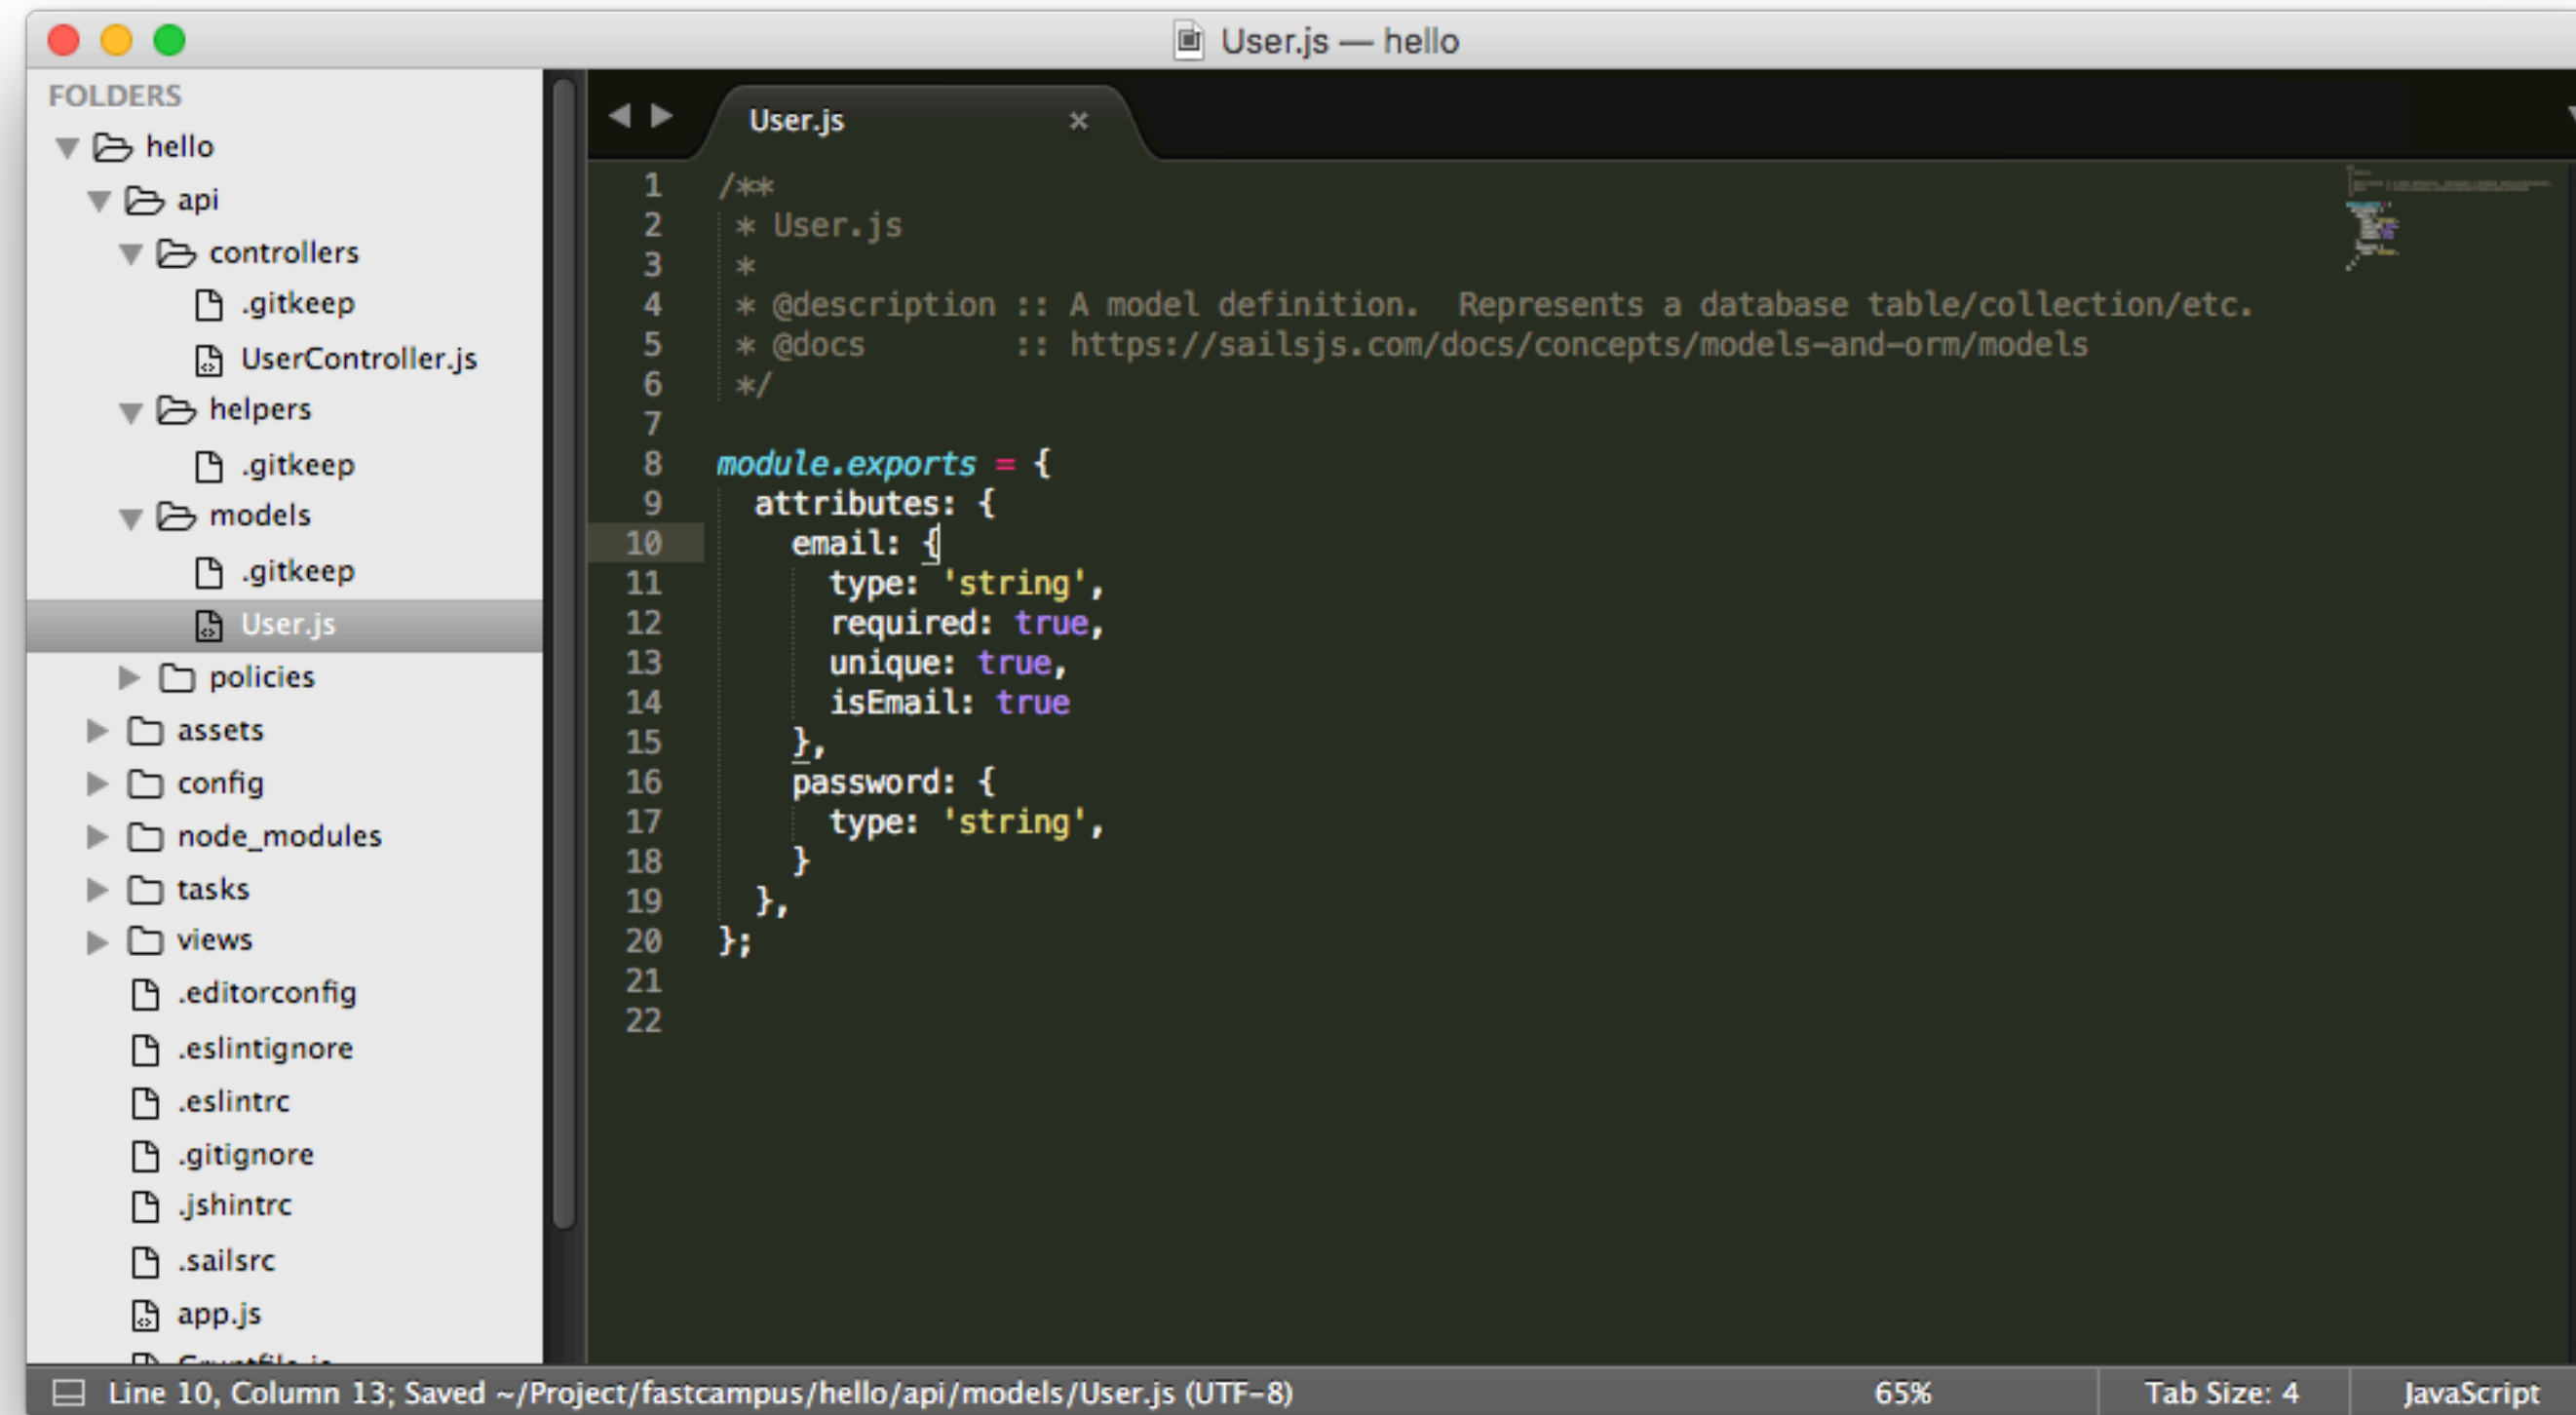 User.js — hello
FOLDERS
hello
api
controllers
.gitkeep
UserController.js
helpers
.gitkeep
models
.gitkeep
User.js
policies
assets
config
node_modules
tasks
views
.editorconfig
.eslintignore
.eslintrc
.gitignore
.jshintrc
.sailsrc
app.js
Gruntfile.js
User.js ×
1 /**
2 * User.js
3 *
4 * @description :: A model definition.  Represents a database table/collection/etc.
5 * @docs        :: https://sailsjs.com/docs/concepts/models-and-orm/models
6 */
7
8 module.exports = {
9   attributes: {
10     email: {
11       type: 'string',
12       required: true,
13       unique: true,
14       isEmail: true
15     },
16     password: {
17       type: 'string',
18     }
19   },
20 };
21
22
Line 10, Column 13; Saved ~/Project/fastcampus/hello/api/models/User.js (UTF-8) 65% Tab Size: 4 JavaScript